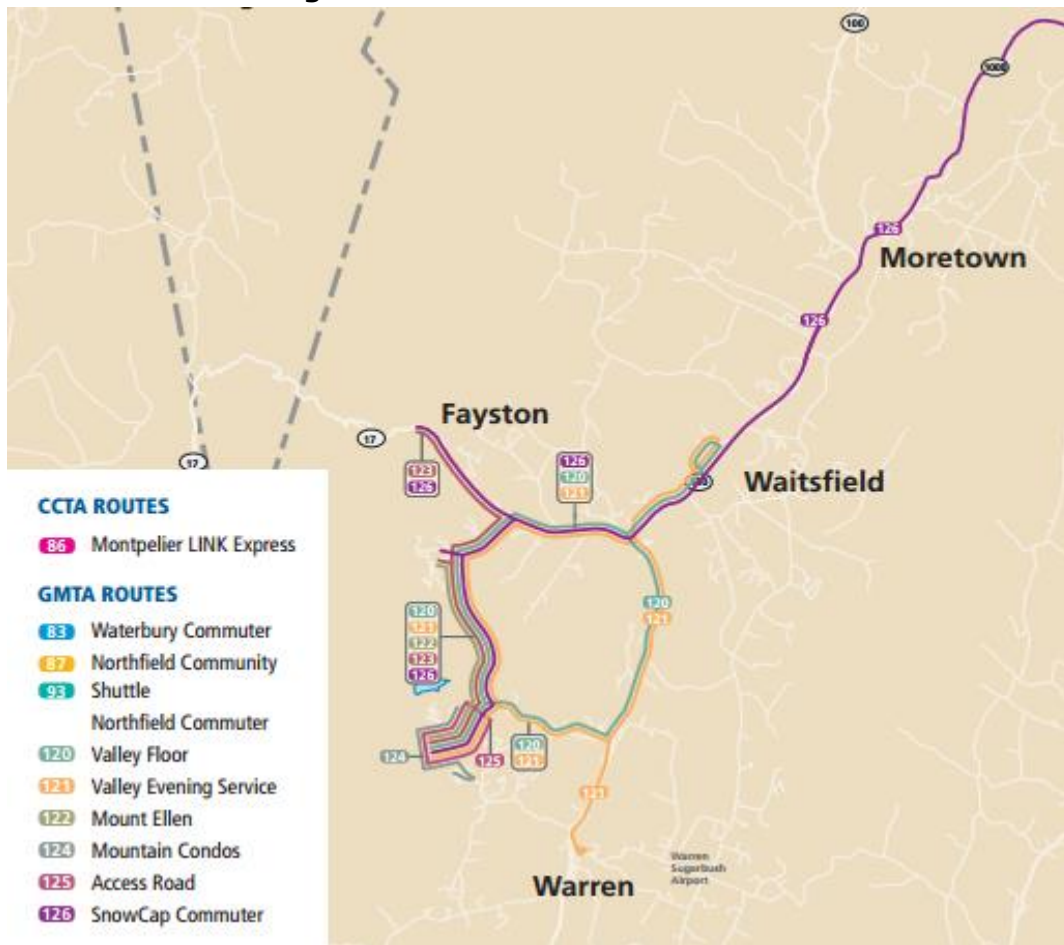 100
100B
126
Moretown
126
Fayston
17
17
123
126
126
120
121
Waitsfield
120
121
120
121
122
123
126
124
125
120
121
121
Warren
Warren
Sugarbush
Airport
CCTA ROUTES
86 Montpelier LINK Express
GMTA ROUTES
83 Waterbury Commuter
87 Northfield Community
93 Shuttle
Northfield Commuter
120 Valley Floor
121 Valley Evening Service
122 Mount Ellen
124 Mountain Condos
125 Access Road
126 SnowCap Commuter